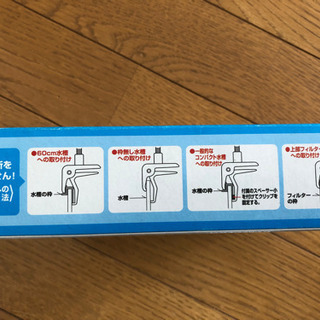 所を
せん!
の
法
●60cm水槽
への取り付け
水槽の枠
●枠無し水槽
への取り付け
水槽
●一般的な
コンパクト水槽
への取り付け
水槽の枠
付属のスペーサー小
を付けてクリップを
固定する。
●上部フィルター
への取り付け
フィルター
の枠